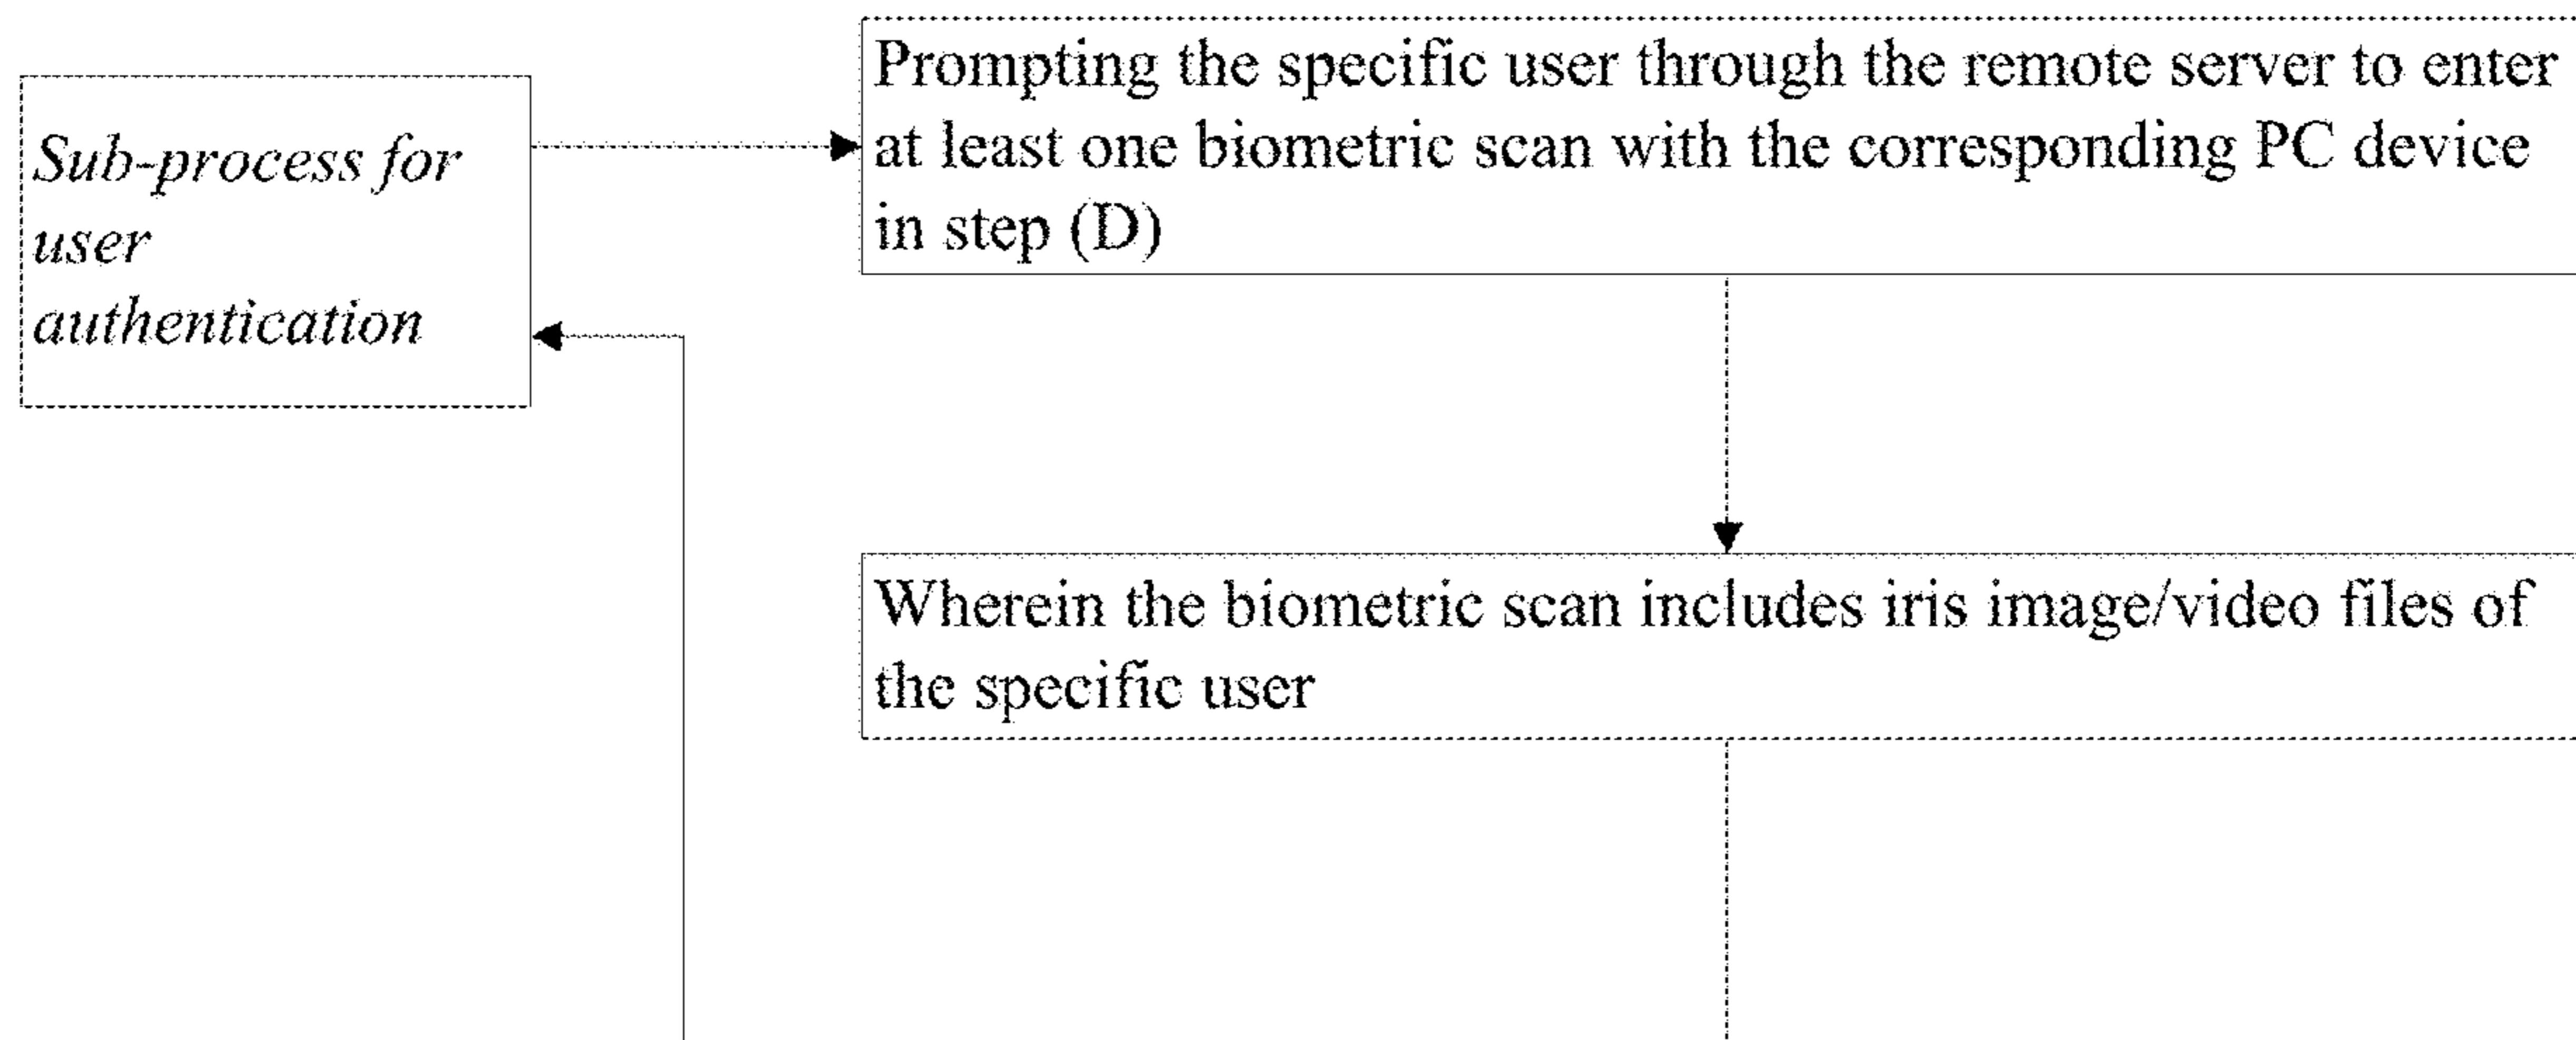 Sub-process for
user
authentication
Prompting the specific user through the remote server to enter
at least one biometric scan with the corresponding PC device
in step (D)
Wherein the biometric scan includes iris image/video files of
the specific user